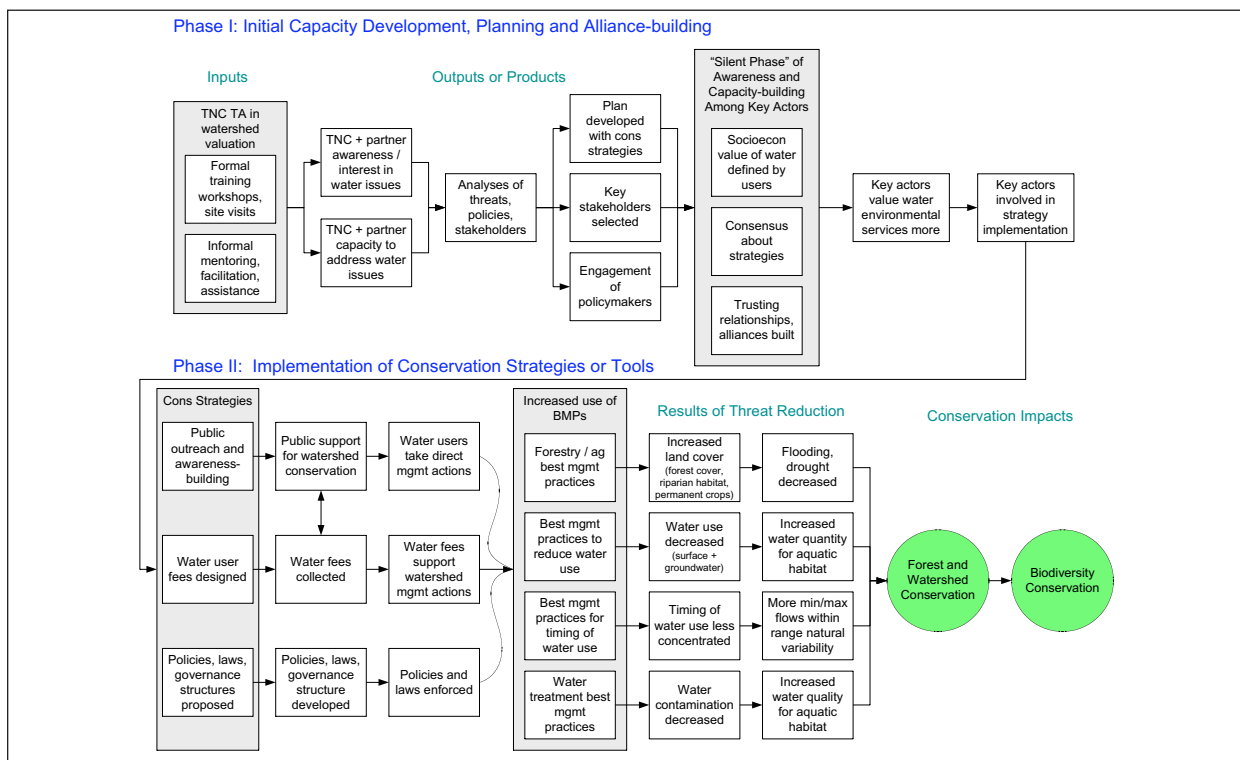 Phase I: Initial Capacity Development, Planning and Alliance-building
Inputs
Outputs or Products
“Silent Phase” of
Awareness and
Capacity-building
Among Key Actors
TNC TA in
watershed
valuation
Formal
training
workshops,
site visits
Informal
mentoring,
facilitation,
assistance
TNC + partner
awareness /
interest in
water issues
TNC + partner
capacity to
address water
issues
Analyses of
threats,
policies,
stakeholders
Plan
developed
with cons
strategies
Key
stakeholders
selected
Engagement
of
policymakers
Socioecon
value of water
defined by
users
Consensus
about
strategies
Trusting
relationships,
alliances built
Key actors
value water
environmental
services more
Key actors
involved in
strategy
implementation
Phase II: Implementation of Conservation Strategies or Tools
Cons Strategies
Increased use of
BMPs
Results of Threat Reduction
Conservation Impacts
Public
outreach and
awareness-
building
Public support
for watershed
conservation
Water users
take direct
mgmt actions
Forestry / ag
best mgmt
practices
Increased
land cover
(forest cover,
riparian habitat,
permanent crops)
Flooding,
drought
decreased
Water user
fees designed
Water fees
collected
Water fees
support
watershed
mgmt actions
Best mgmt
practices to
reduce water
use
Water use
decreased
(surface +
groundwater)
Increased
water quantity
for aquatic
habitat
Best mgmt
practices for
timing of
water use
Timing of
water use less
concentrated
More min/max
flows within
range natural
variability
Policies, laws,
governance
structures
proposed
Policies, laws,
governance
structure
developed
Policies and
laws enforced
Water
treatment best
mgmt
practices
Water
contamination
decreased
Increased
water quality
for aquatic
habitat
Forest and
Watershed
Conservation
Biodiversity
Conservation